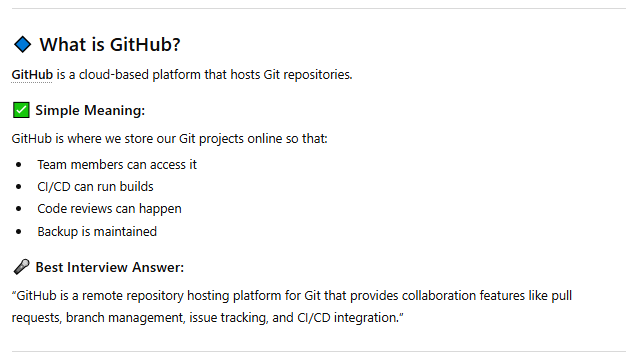 What is GitHub?
GitHub is a cloud-based platform that hosts Git repositories.
Simple Meaning:
GitHub is where we store our Git projects online so that:
Team members can access it
CI/CD can run builds
Code reviews can happen
Backup is maintained
Best Interview Answer:
“GitHub is a remote repository hosting platform for Git that provides collaboration features like pull
requests, branch management, issue tracking, and CI/CD integration.”